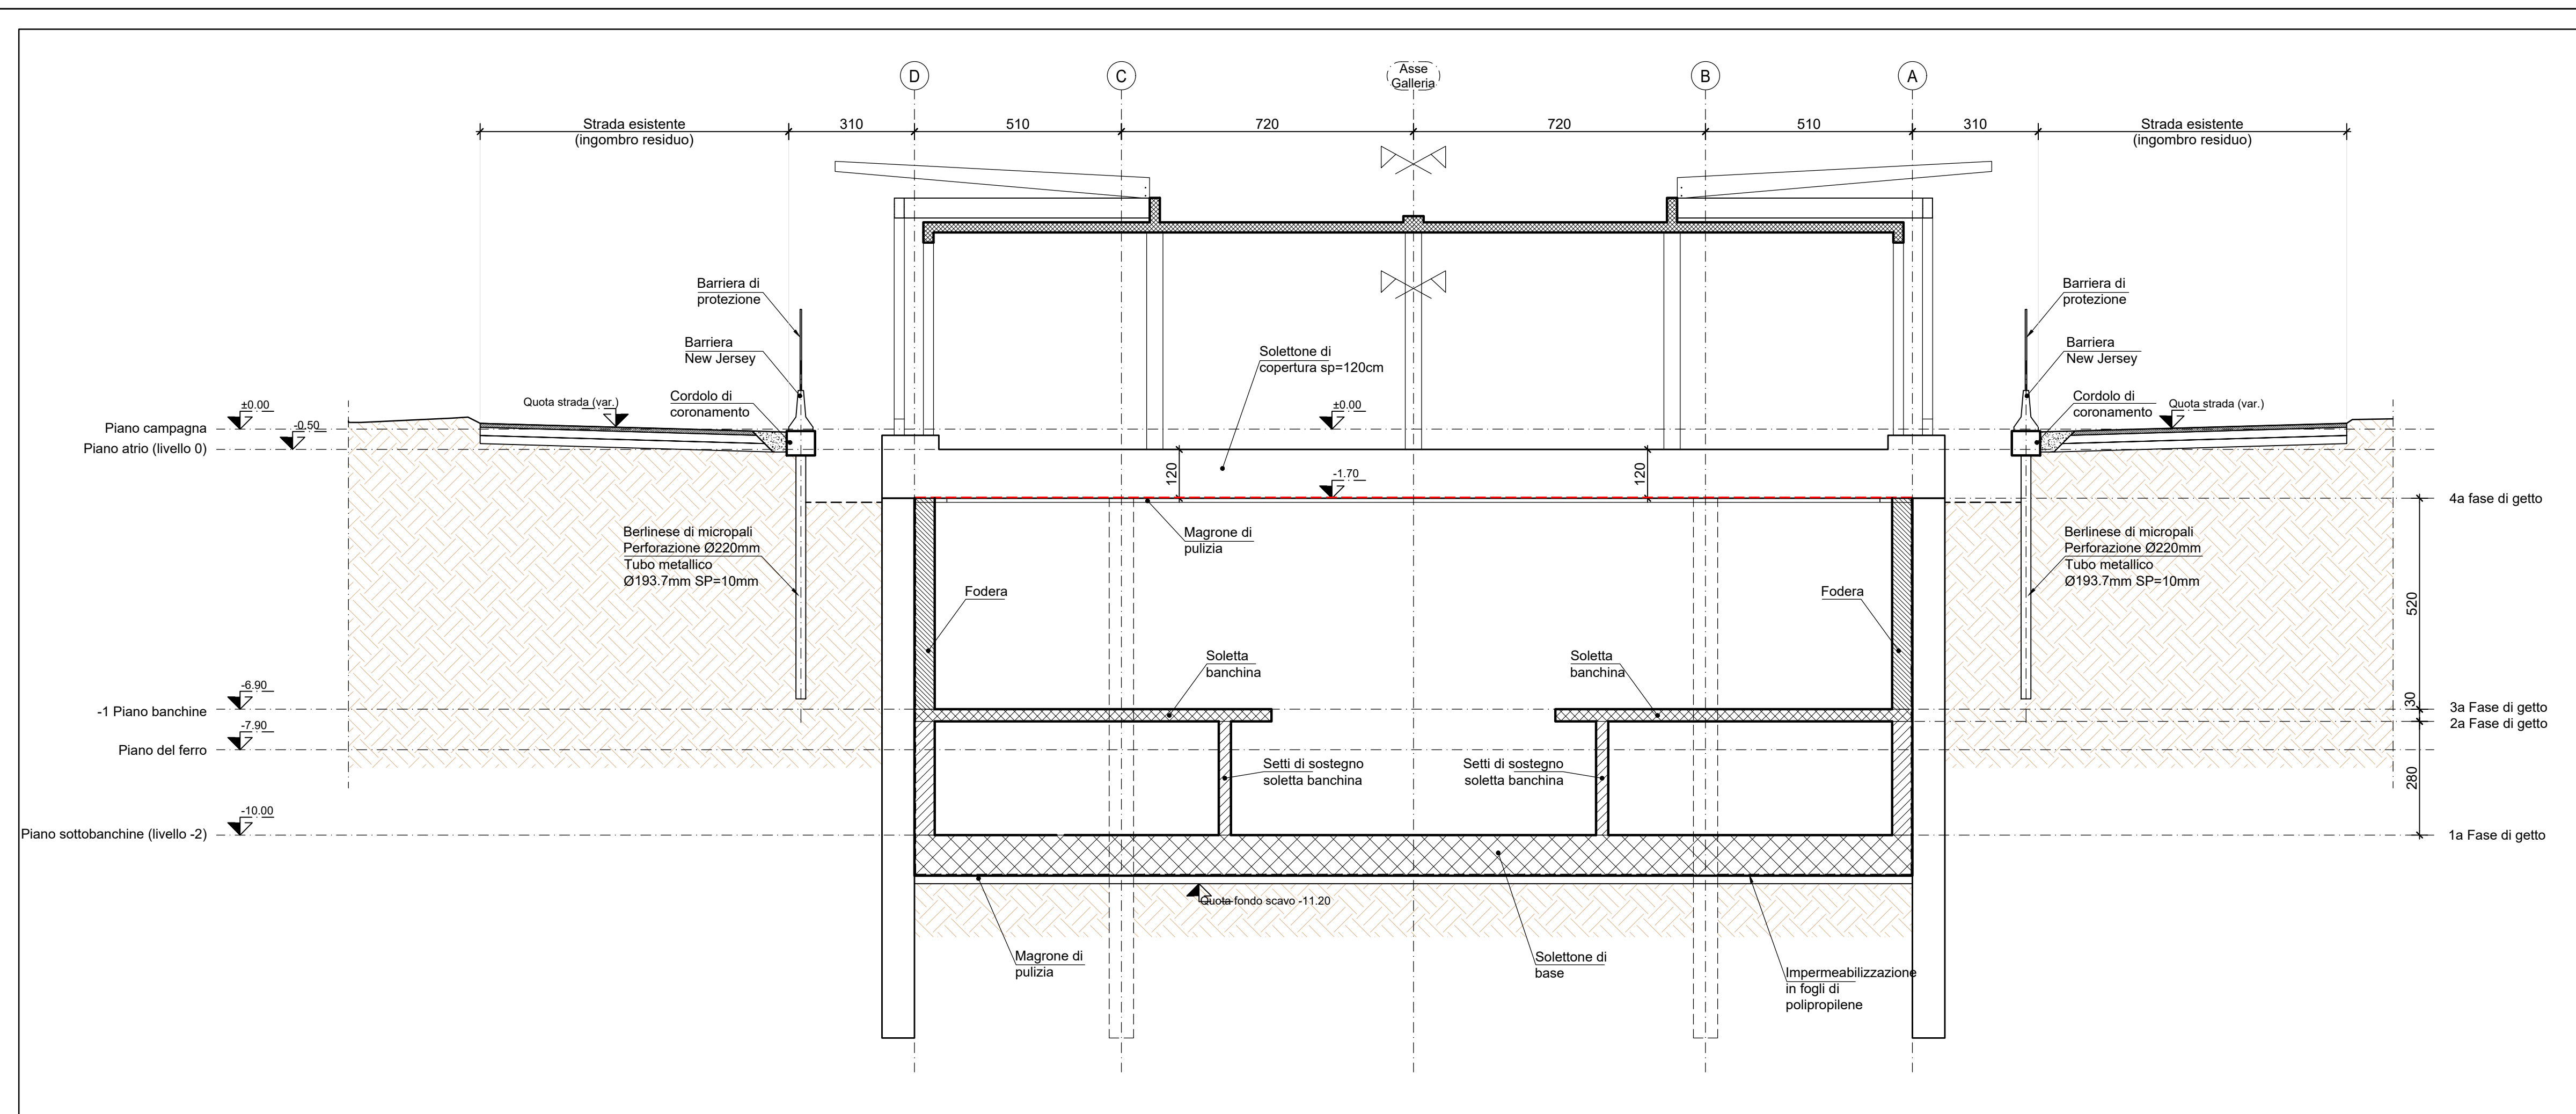 D
C
Asse
Galleria
B
A
Strada esistente
(ingombro residuo)
310
510
720
720
510
310
Strada esistente
(ingombro residuo)
Barriera di
protezione
Barriera
New Jersey
Cordolo di
coronamento
Quota strada (var.)
±0.00
Piano campagna
-0.50
Piano atrio (livello 0)
Solettone di
copertura sp=120cm
±0.00
120
-1.70
120
Magrone di
pulizia
Barriera di
protezione
Barriera
New Jersey
Cordolo di
coronamento
Quota strada (var.)
4a fase di getto
Berlinese di micropali
Perforazione Ø220mm
Tubo metallico
Ø193.7mm SP=10mm
Fodera
Fodera
Berlinese di micropali
Perforazione Ø220mm
Tubo metallico
Ø193.7mm SP=10mm
520
Soletta
banchina
Soletta
banchina
-6.90
-1 Piano banchine
-7.90
Piano del ferro
30
3a Fase di getto
2a Fase di getto
Setti di sostegno
soletta banchina
Setti di sostegno
soletta banchina
280
-10.00
Piano sottobanchine (livello -2)
1a Fase di getto
Quota fondo scavo -11.20
Magrone di
pulizia
Solettone di
base
Impermeabilizzazione
in fogli di
polipropilene